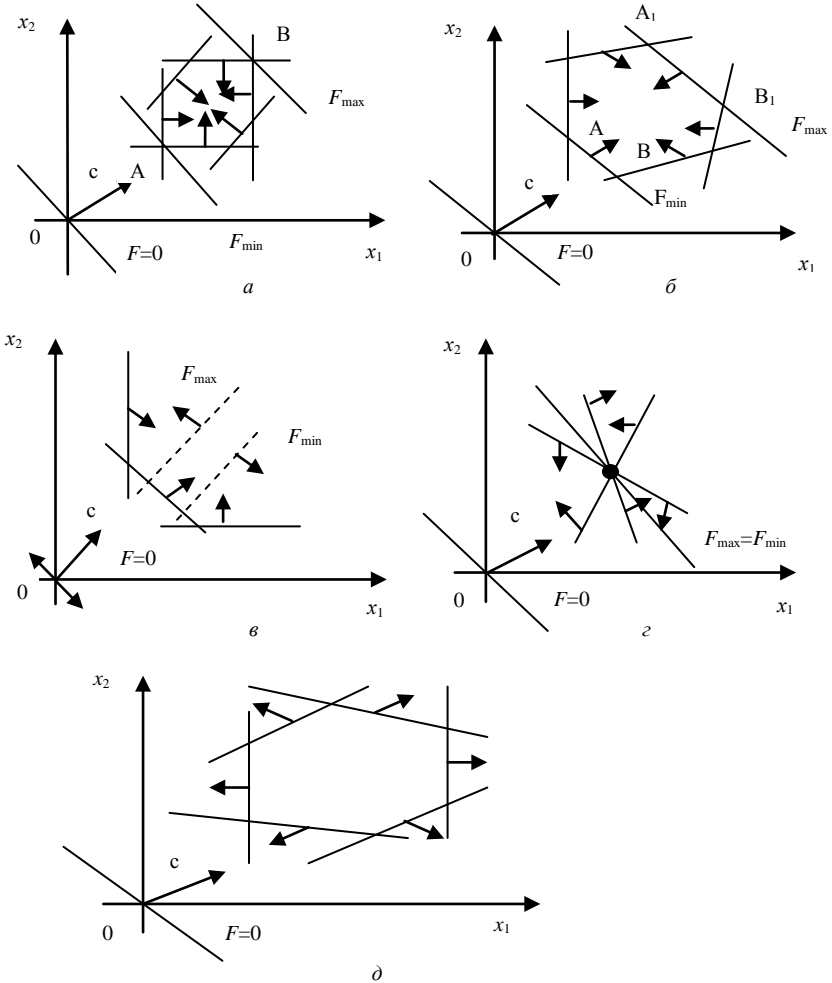 x₂
B
Fmax
c
A
0
F=0
Fmin
x₁
а
x₂
A₁
B₁
Fmax
A
B
c
Fmin
0
F=0
x₁
б
x₂
Fmax
Fmin
c
F=0
0
x₁
в
x₂
c
Fmax=Fmin
0
F=0
x₁
г
x₂
c
0
F=0
x₁
д